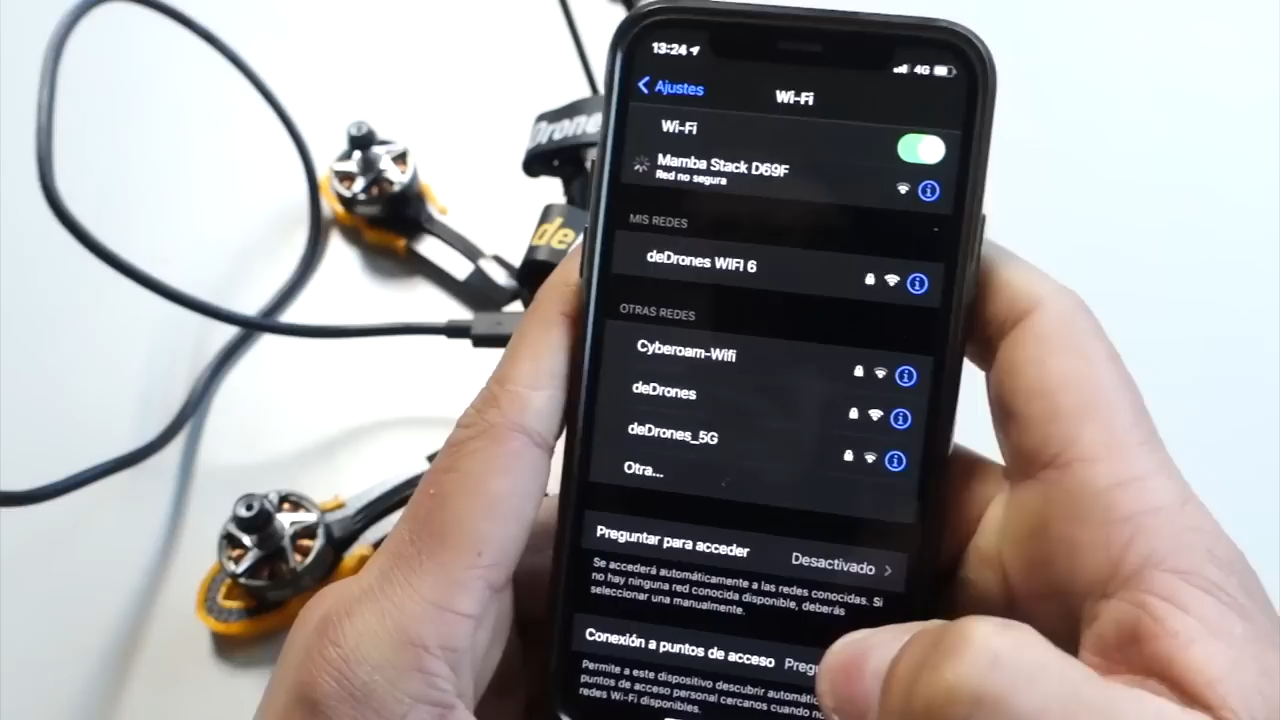 13:24
4G
Ajustes
Wi-Fi
Wi-Fi
Mamba Stack D69F
Red no segura
MIS REDES
deDrones WIFI 6
OTRAS REDES
Cyberoam-Wifi
deDrones
deDrones_5G
Otra...
Preguntar para acceder Desactivado
Se accederá automáticamente a las redes conocidas. Si
no hay ninguna red conocida disponible, deberás
seleccionar una manualmente.
Conexión a puntos de acceso Pregu
Permite a este dispositivo descubrir automátic
puntos de acceso personal cercanos cuando no
redes Wi-Fi disponibles.
Drone
de